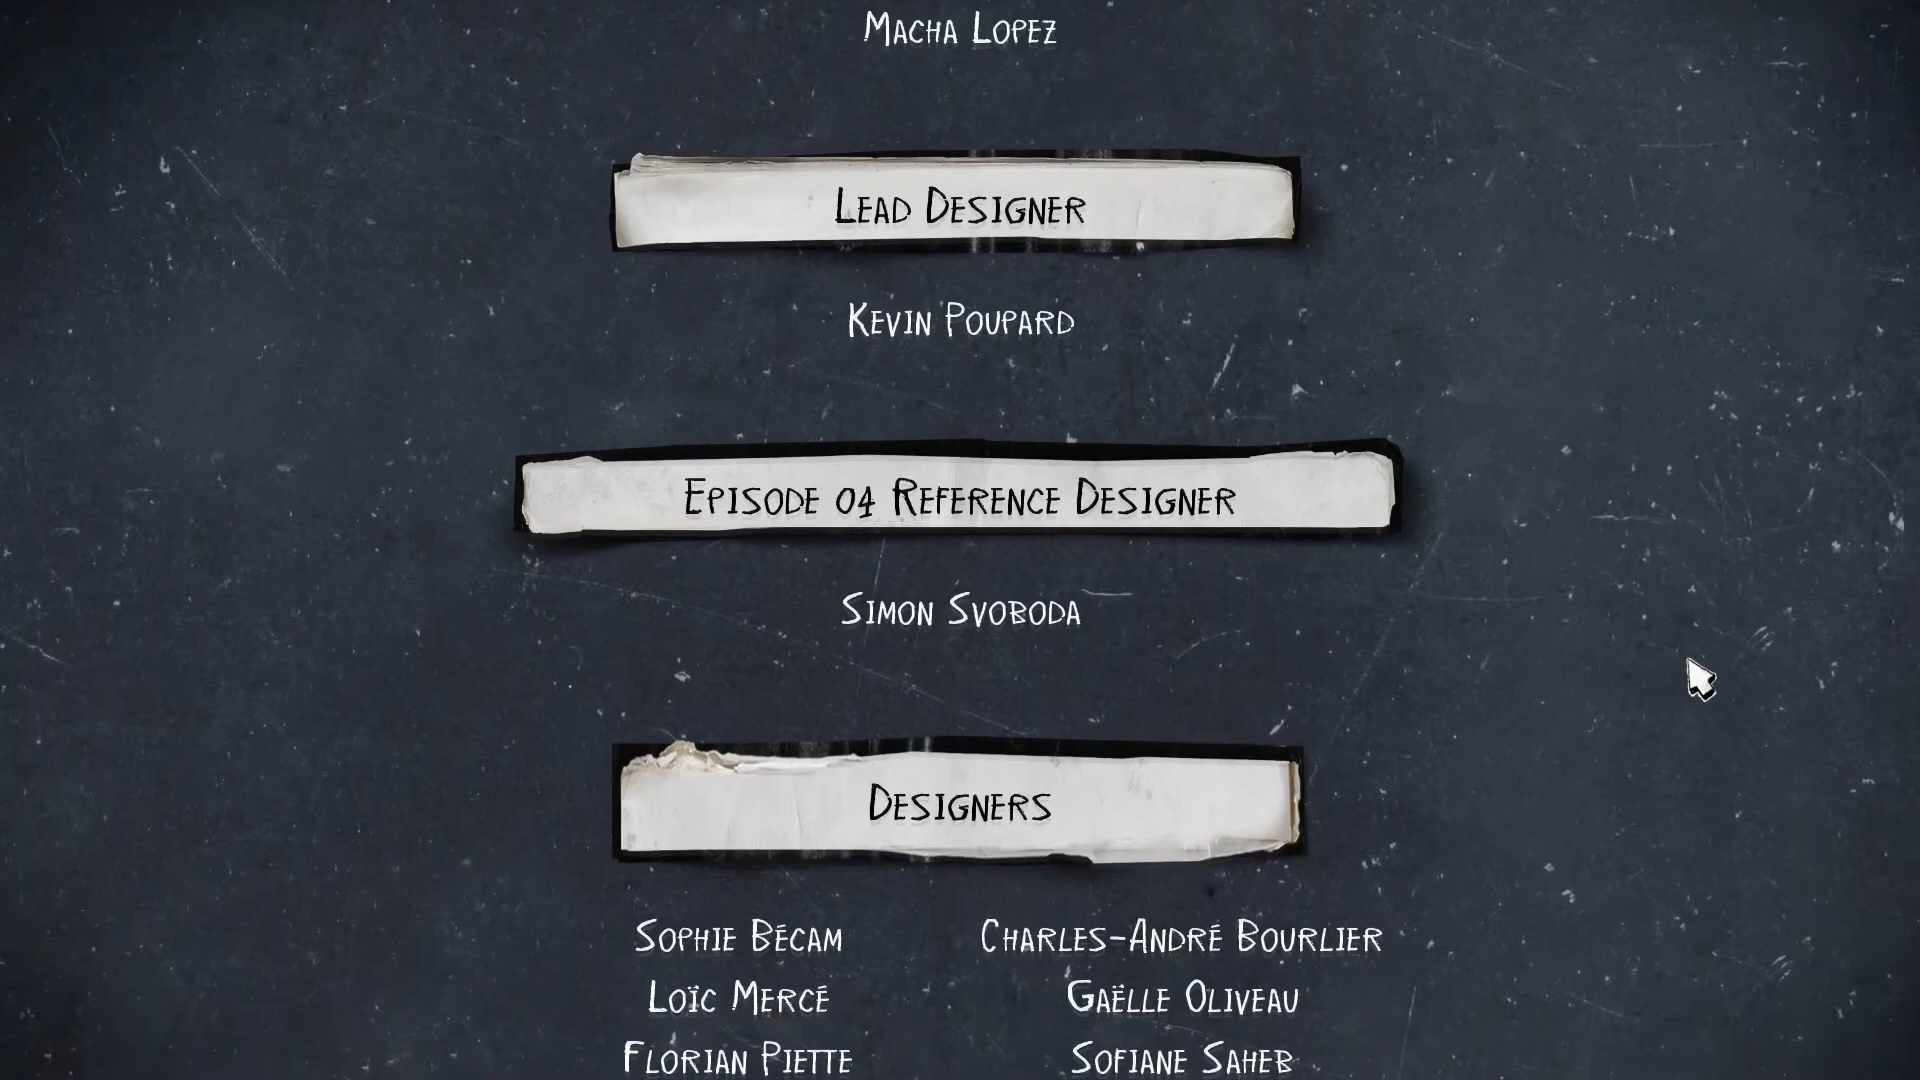 Macha Lopez
Lead Designer
Kevin Poupard
Episode 04 Reference Designer
Simon Svoboda
Designers
Sophie Bécam Charles-André Bourlier
Loïc Mercé Gaëlle Oliveau
Florian Piette Sofiane Saheb